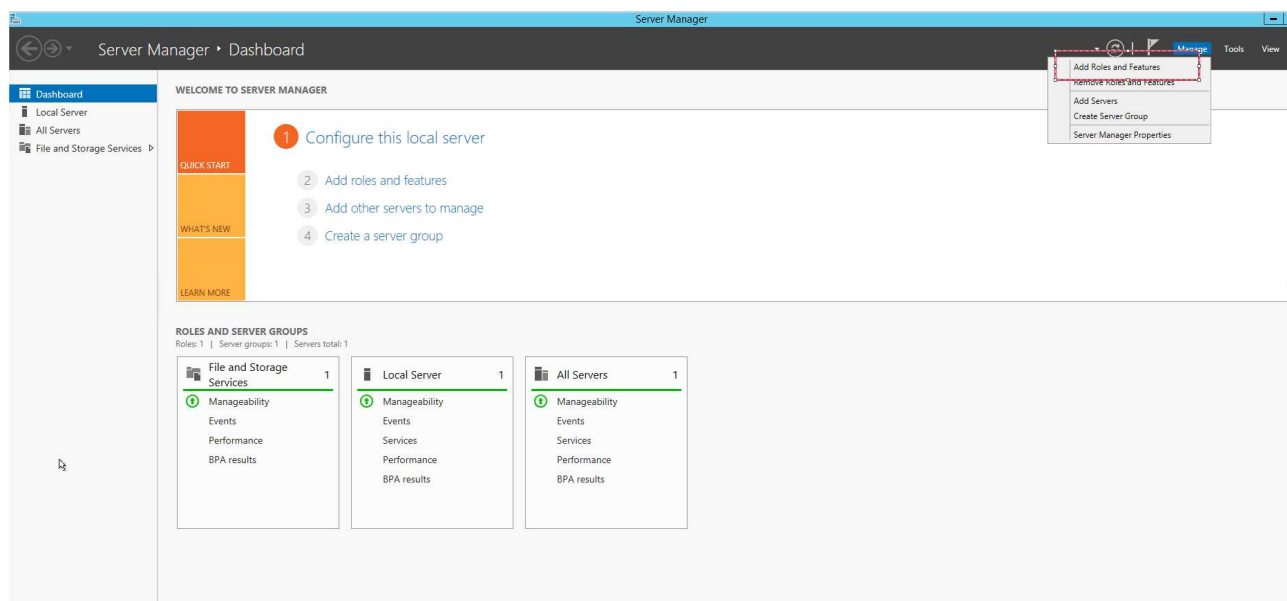 Server Manager
Server Manager • Dashboard
Manage Tools View
Add Roles and Features
Remove Roles and Features
Add Servers
Create Server Group
Server Manager Properties
Dashboard
Local Server
All Servers
File and Storage Services
WELCOME TO SERVER MANAGER
QUICK START
WHAT'S NEW
LEARN MORE
1 Configure this local server
2 Add roles and features
3 Add other servers to manage
4 Create a server group
ROLES AND SERVER GROUPS
Roles: 1 | Server groups: 1 | Servers total: 1
File and Storage
Services 1
Manageability
Events
Performance
BPA results
Local Server 1
Manageability
Events
Services
Performance
BPA results
All Servers 1
Manageability
Events
Services
Performance
BPA results